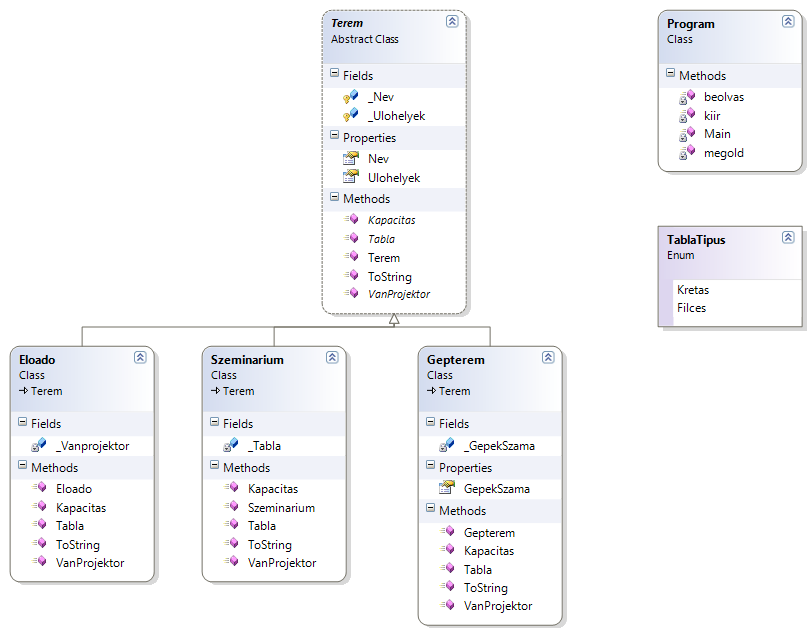 Terem
Abstract Class
Fields
_Nev
_Ulohelyek
Properties
Nev
Ulohelyek
Methods
Kapacitas
Tabla
Terem
ToString
VanProjektor
Program
Class
Methods
beolvas
kiir
Main
megold
TablaTipus
Enum
Kretas
Filces
Eloado
Class
Terem
Fields
_Vanprojektor
Methods
Eloado
Kapacitas
Tabla
ToString
VanProjektor
Szeminarium
Class
Terem
Fields
_Tabla
Methods
Kapacitas
Szeminarium
Tabla
ToString
VanProjektor
Gepterem
Class
Terem
Fields
_GepekSzama
Properties
GepekSzama
Methods
Gepterem
Kapacitas
Tabla
ToString
VanProjektor